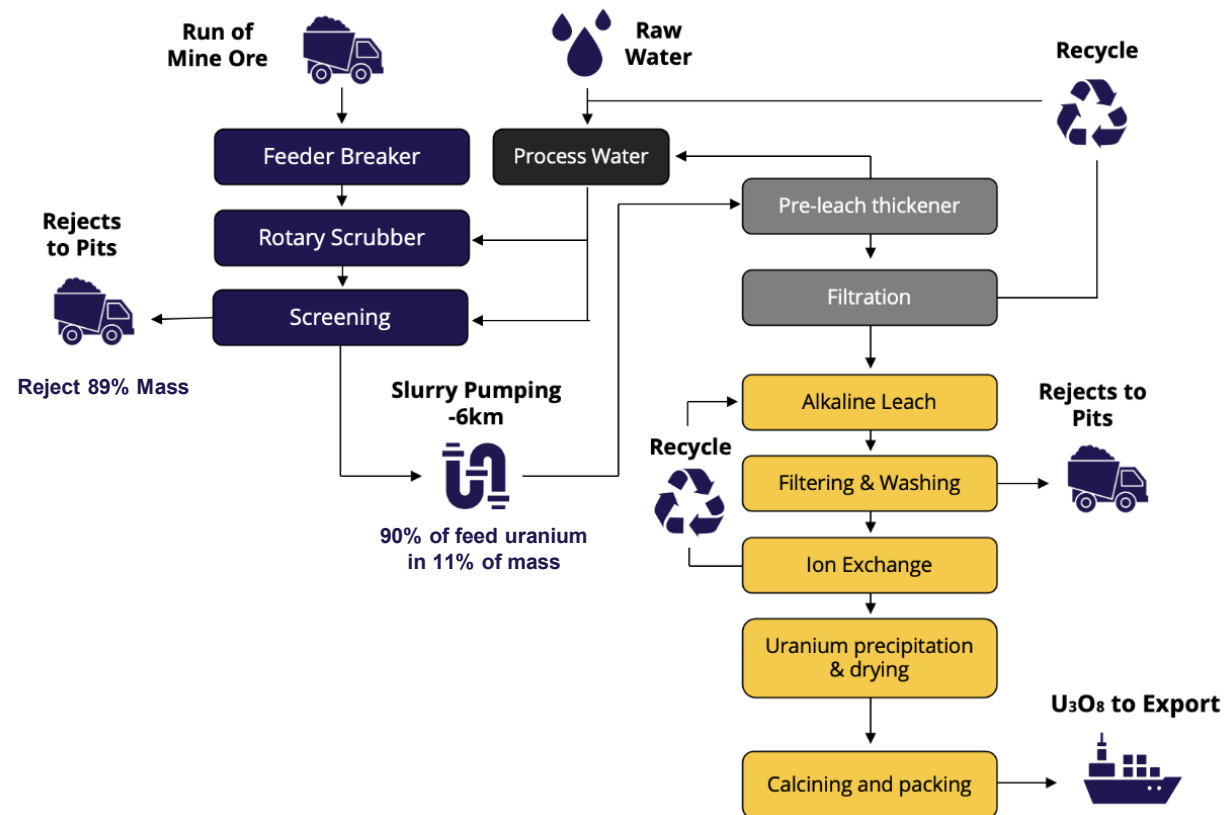 Run of
Mine Ore
Raw
Water
Recycle
Feeder Breaker
Process Water
Pre-leach thickener
Rejects
to Pits
Rotary Scrubber
Filtration
Screening
Reject 89% Mass
Slurry Pumping
-6km
Alkaline Leach
Rejects to
Pits
Recycle
Filtering & Washing
90% of feed uranium
in 11% of mass
Ion Exchange
Uranium precipitation
& drying
U₃O₈ to Export
Calcining and packing